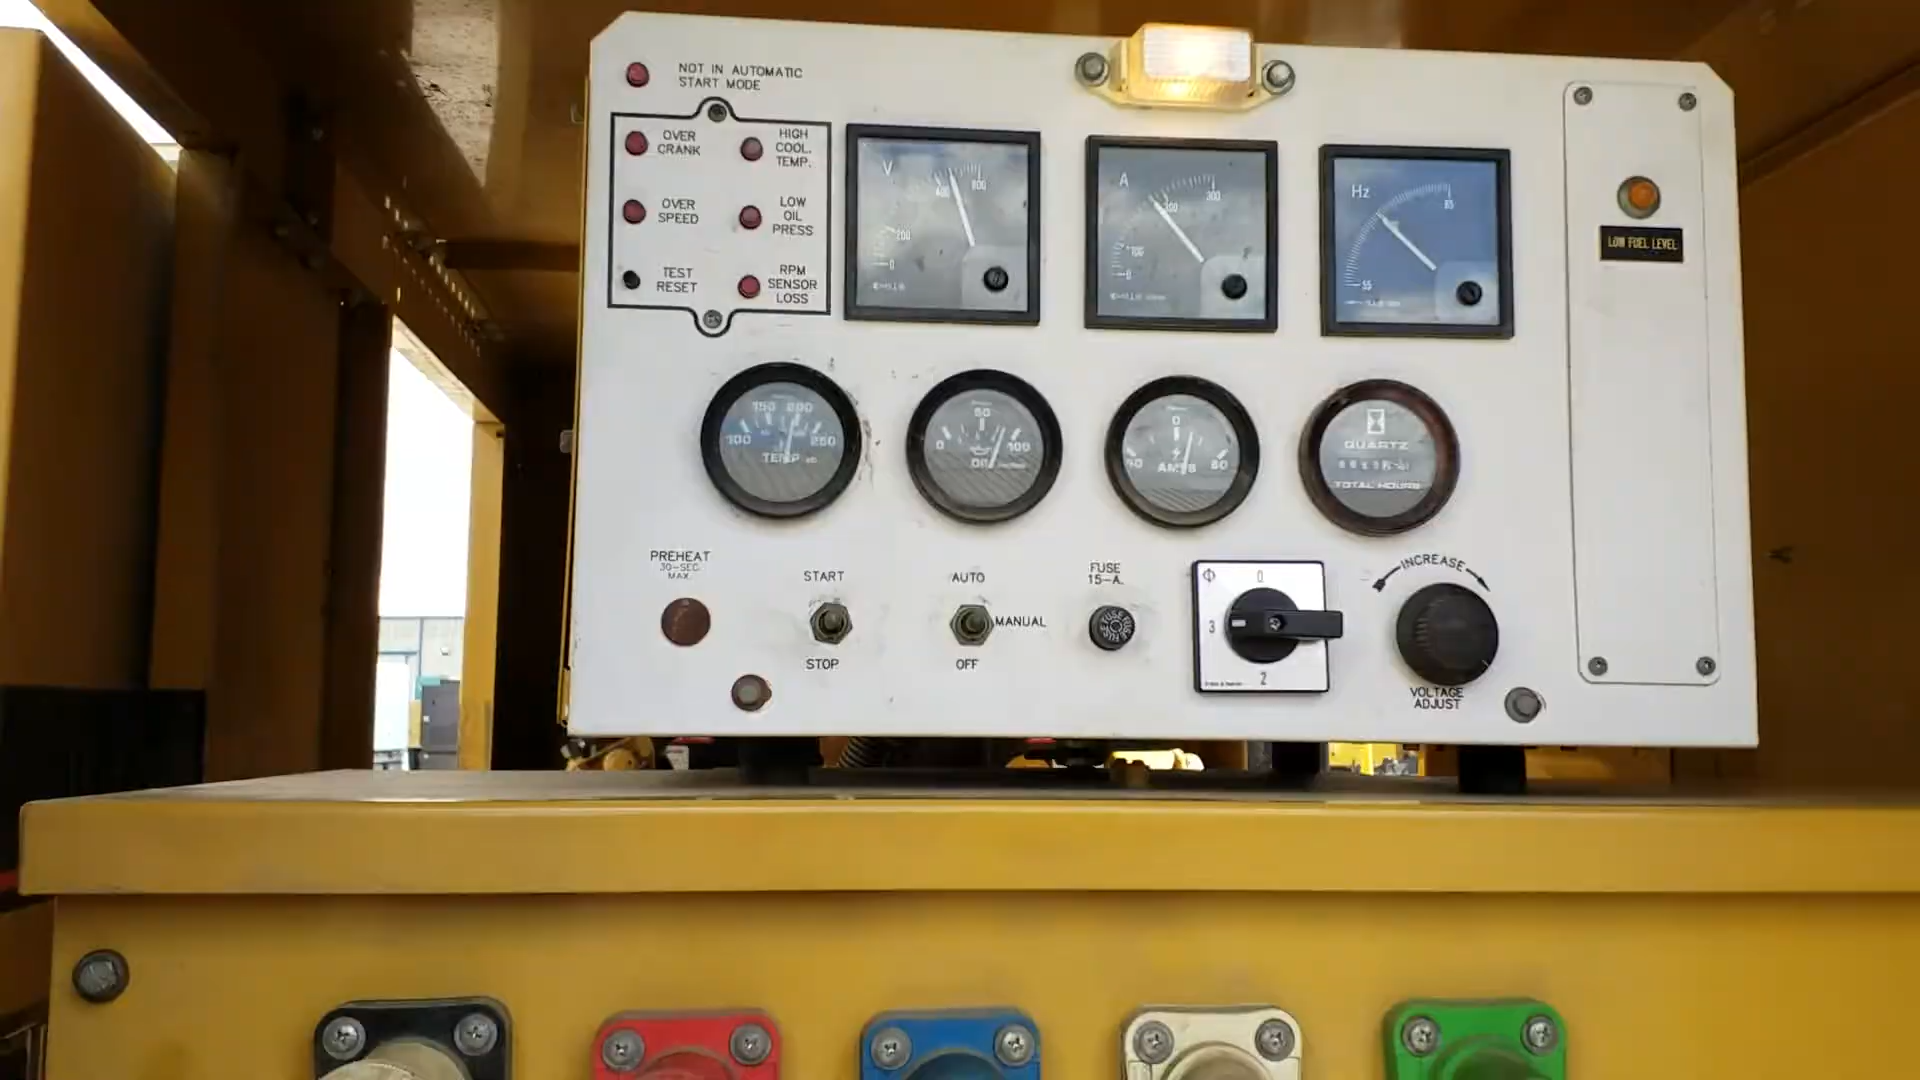 NOT IN AUTOMATIC
START MODE
OVER
CRANK
HIGH
COOL.
TEMP.
OVER
SPEED
LOW
OIL
PRESS
TEST
RESET
RPM
SENSOR
LOSS
V
0
200
400
A
0
100
200
300
Hz
55
65
LOW FUEL LEVEL
100
150
200
250
TEMP
0
50
100
OIL
0
60
AMPS
QUARTZ
TOTAL HOURS
PREHEAT
30-SEC.
MAX.
START
STOP
AUTO
MANUAL
OFF
FUSE
15-A.
FUSE FUSE FUSE
0
3
2
INCREASE
VOLTAGE
ADJUST